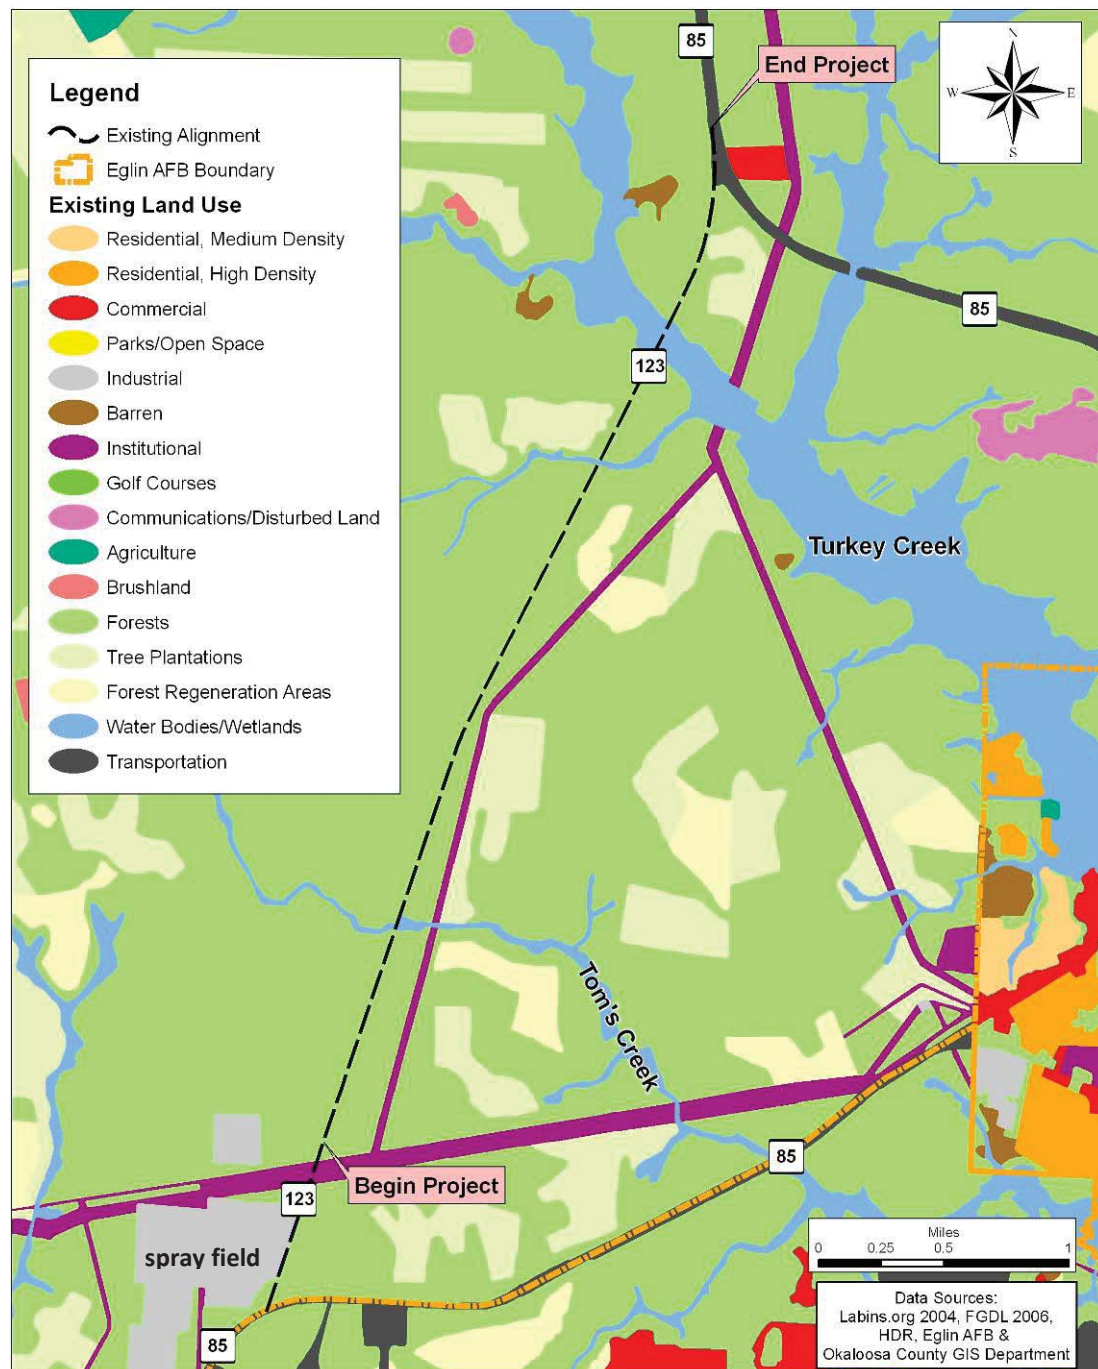 85
End Project
N
W
E
S
Legend
Existing Alignment
Eglin AFB Boundary
Existing Land Use
Residential, Medium Density
Residential, High Density
Commercial
Parks/Open Space
Industrial
Barren
Institutional
Golf Courses
Communications/Disturbed Land
Agriculture
Brushland
Forests
Tree Plantations
Forest Regeneration Areas
Water Bodies/Wetlands
Transportation
85
123
Turkey Creek
Tom's Creek
85
Begin Project
123
spray field
85
Miles
0 0.25 0.5 1
Data Sources:
Labins.org 2004, FGDL 2006,
HDR, Eglin AFB &
Okaloosa County GIS Department